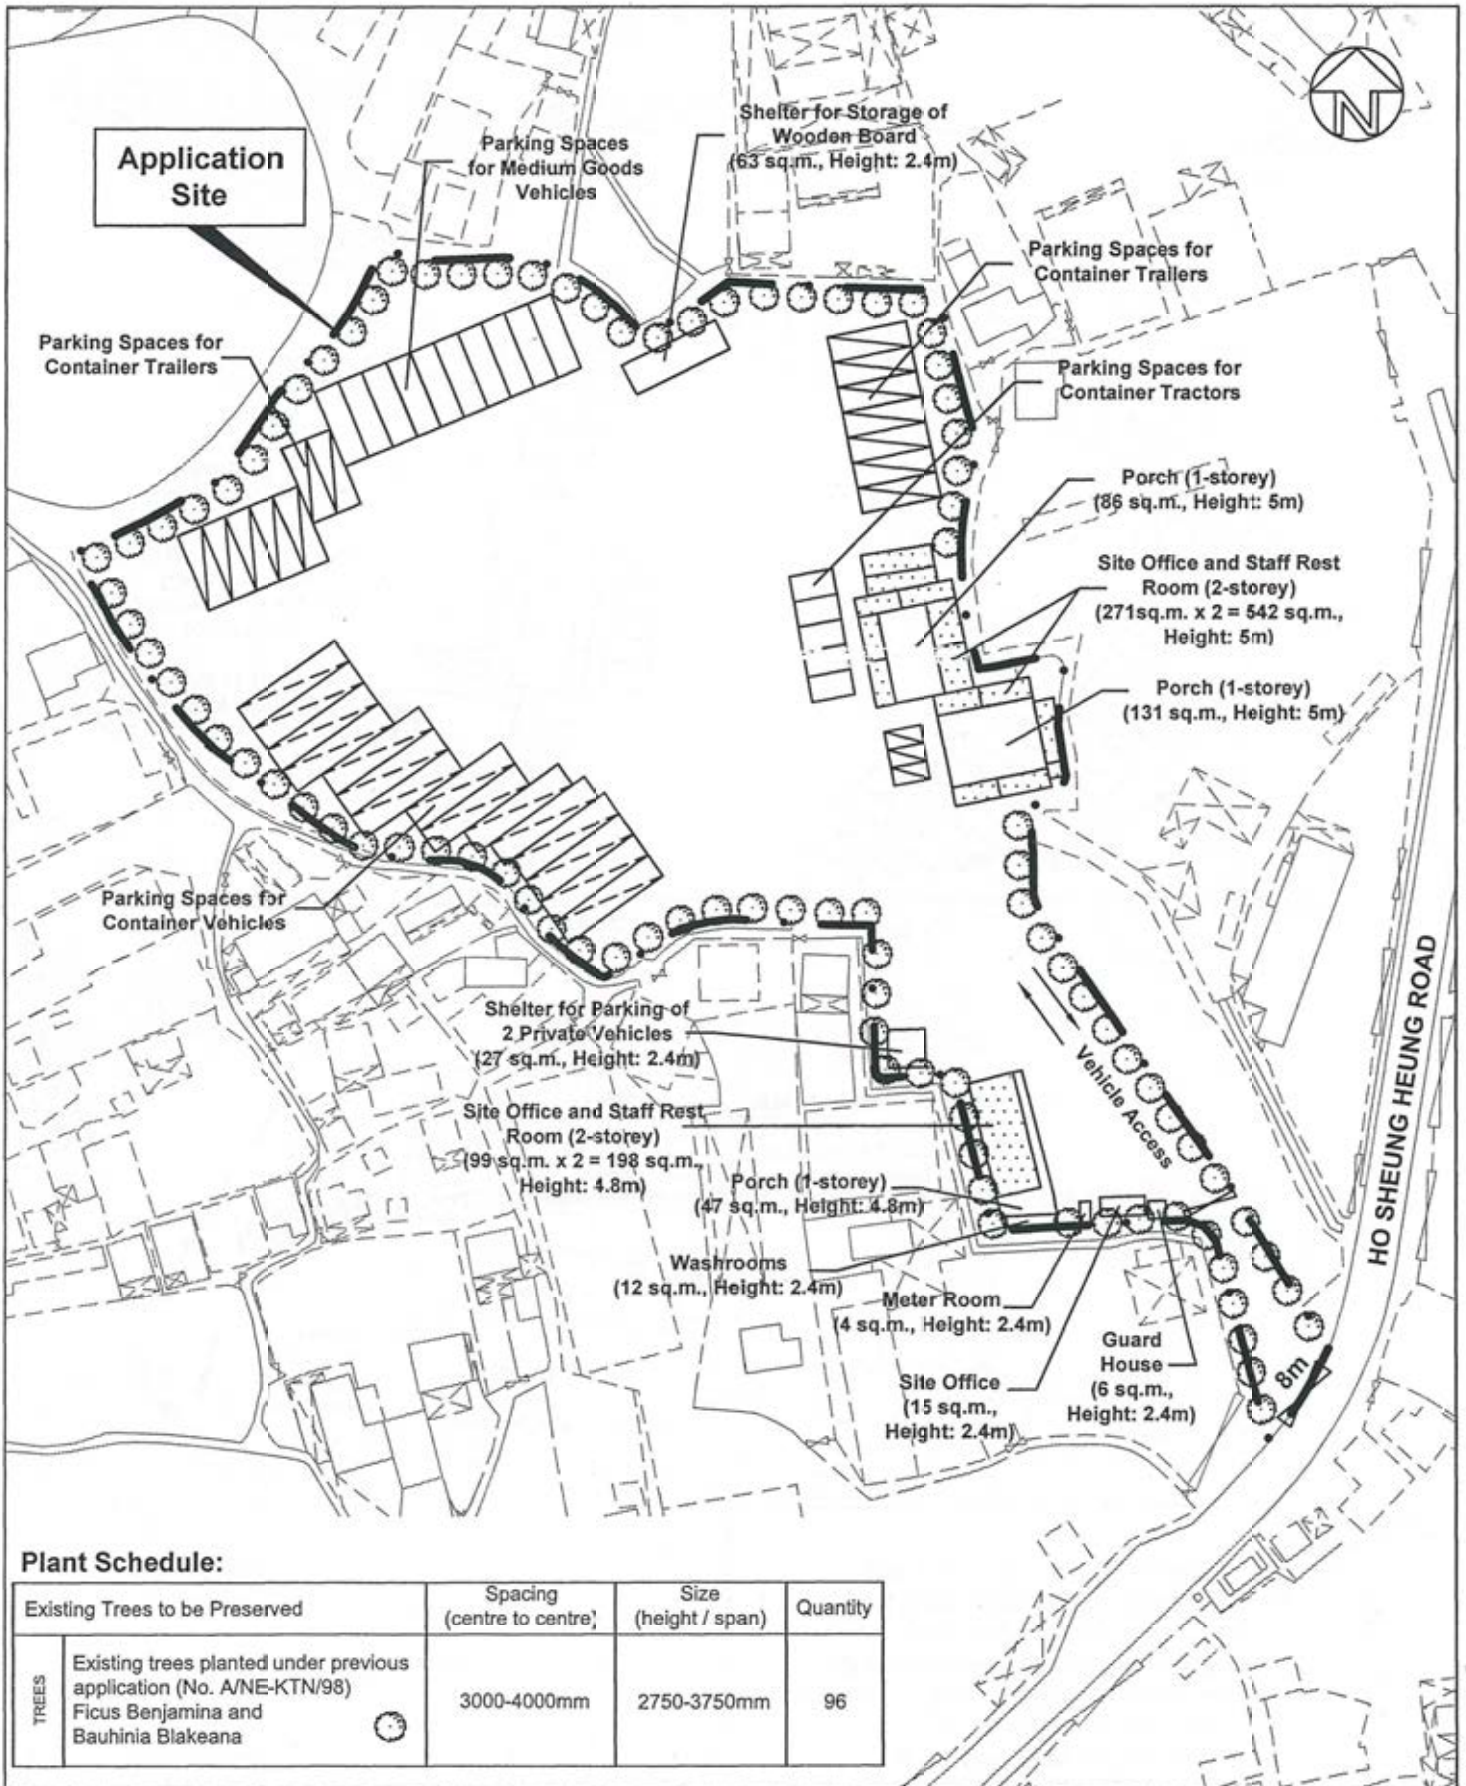 N
Application
Site
Parking Spaces
for Medium Goods
Vehicles
Shelter for Storage of
Wooden Board
(63 sq.m., Height: 2.4m)
Parking Spaces for
Container Trailers
Parking Spaces for
Container Trailers
Parking Spaces for
Container Tractors
Porch (1-storey)
(86 sq.m., Height: 5m)
Site Office and Staff Rest
Room (2-storey)
(271sq.m. x 2 = 542 sq.m.,
Height: 5m)
Porch (1-storey)
(131 sq.m., Height: 5m)
Parking Spaces for
Container Vehicles
Shelter for Parking of
2 Private Vehicles
(27 sq.m., Height: 2.4m)
Vehicle Access
HO SHEUNG HEUNG ROAD
Site Office and Staff Rest
Room (2-storey)
(99 sq.m. x 2 = 198 sq.m.,
Height: 4.8m)
Porch (1-storey)
(47 sq.m., Height: 4.8m)
Washrooms
(12 sq.m., Height: 2.4m)
Meter Room
(4 sq.m., Height: 2.4m)
Guard
House
(6 sq.m.,
Height: 2.4m)
8m
Site Office
(15 sq.m.,
Height: 2.4m)
Plant Schedule:
Existing Trees to be Preserved
Spacing
(centre to centre)
Size
(height / span)
Quantity
TREES
Existing trees planted under previous
application (No. A/NE-KTN/98)
Ficus Benjamina and
Bauhinia Blakeana
3000-4000mm
2750-3750mm
96